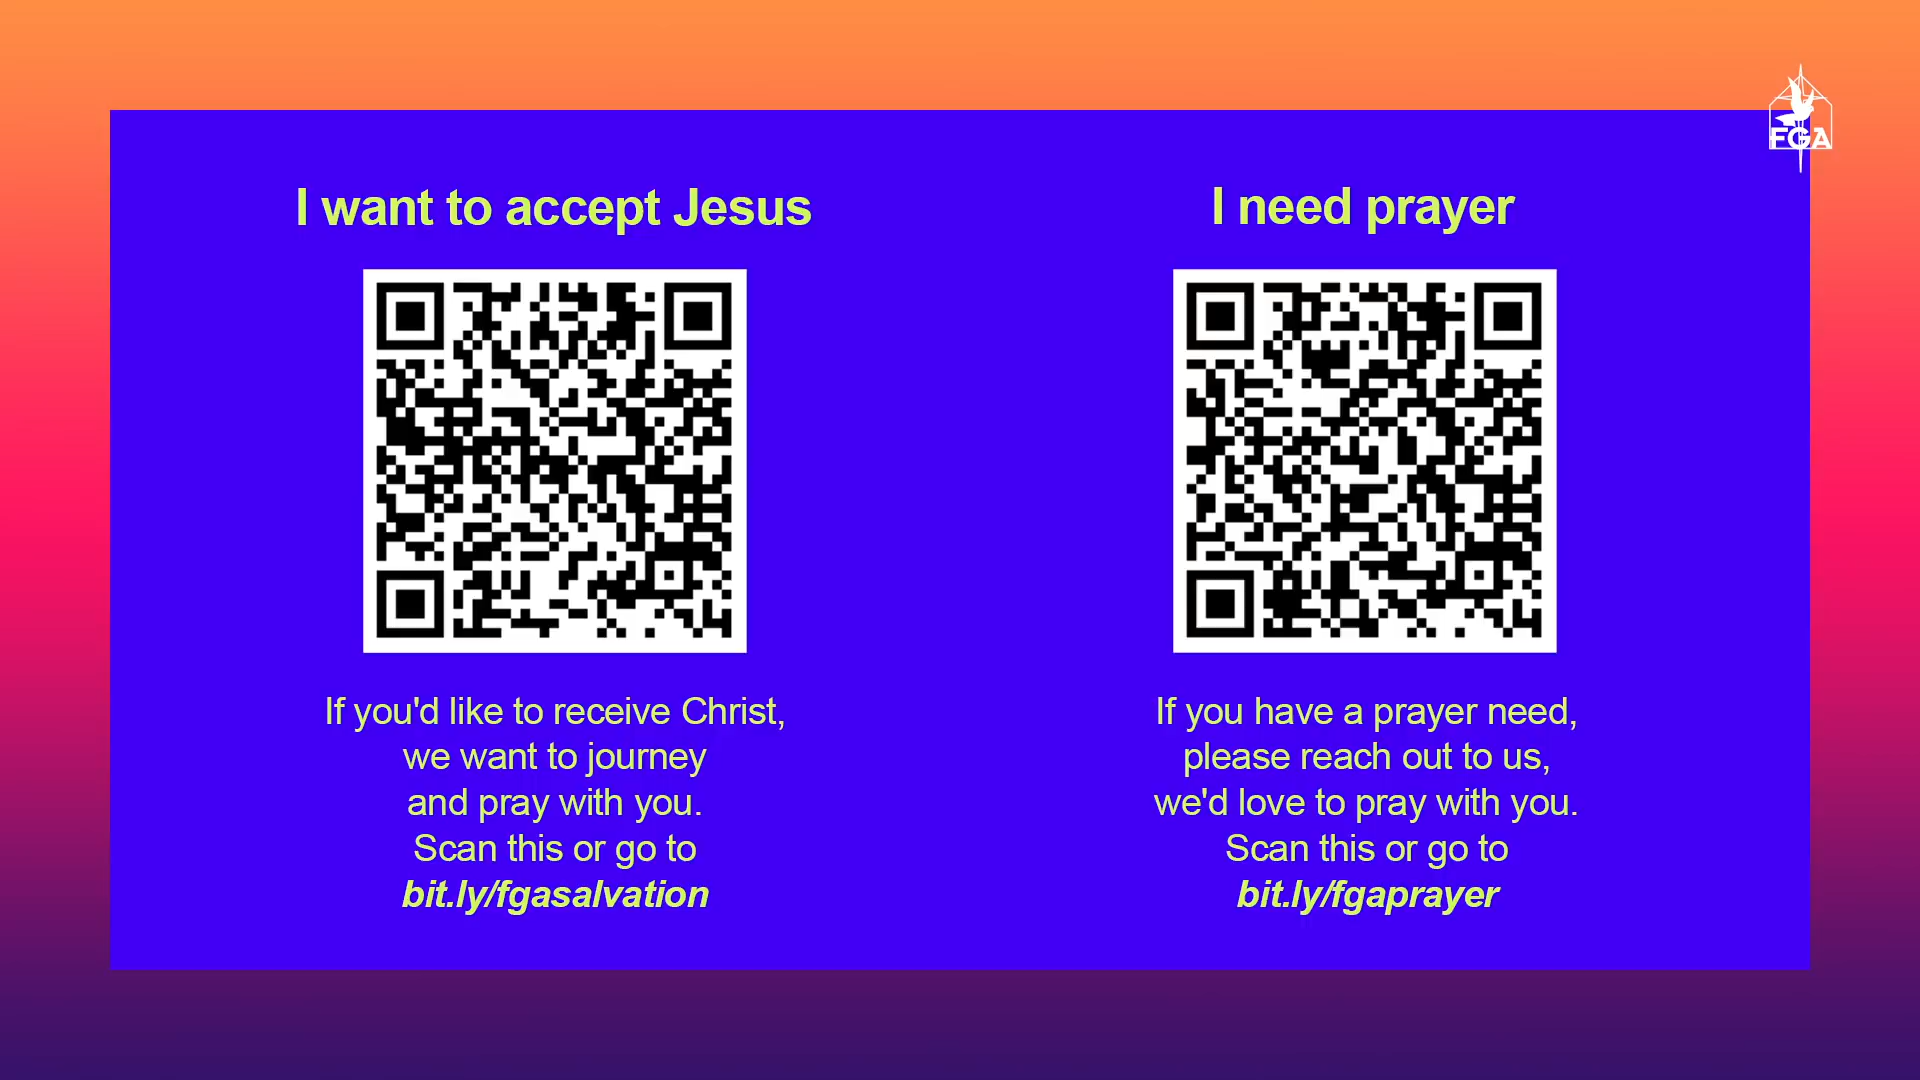 FGA
I want to accept Jesus
If you'd like to receive Christ,
we want to journey
and pray with you.
Scan this or go to
bit.ly/fgasalvation
I need prayer
If you have a prayer need,
please reach out to us,
we'd love to pray with you.
Scan this or go to
bit.ly/fgaprayer